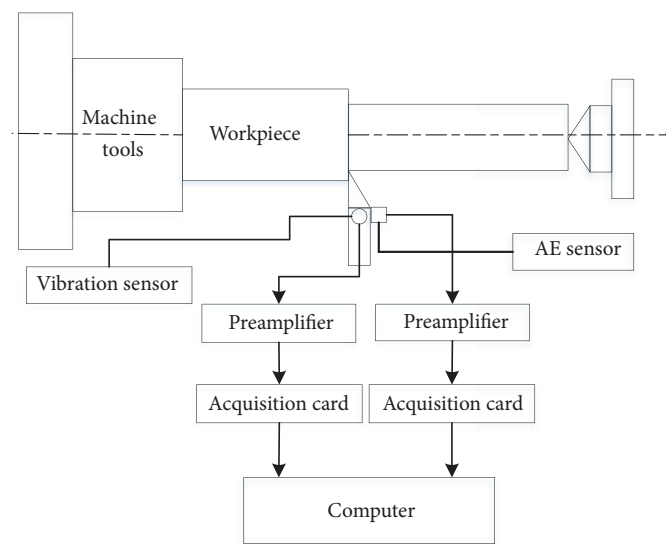 Machine
tools
Workpiece
AE sensor
Vibration sensor
Preamplifier
Preamplifier
Acquisition card
Acquisition card
Computer